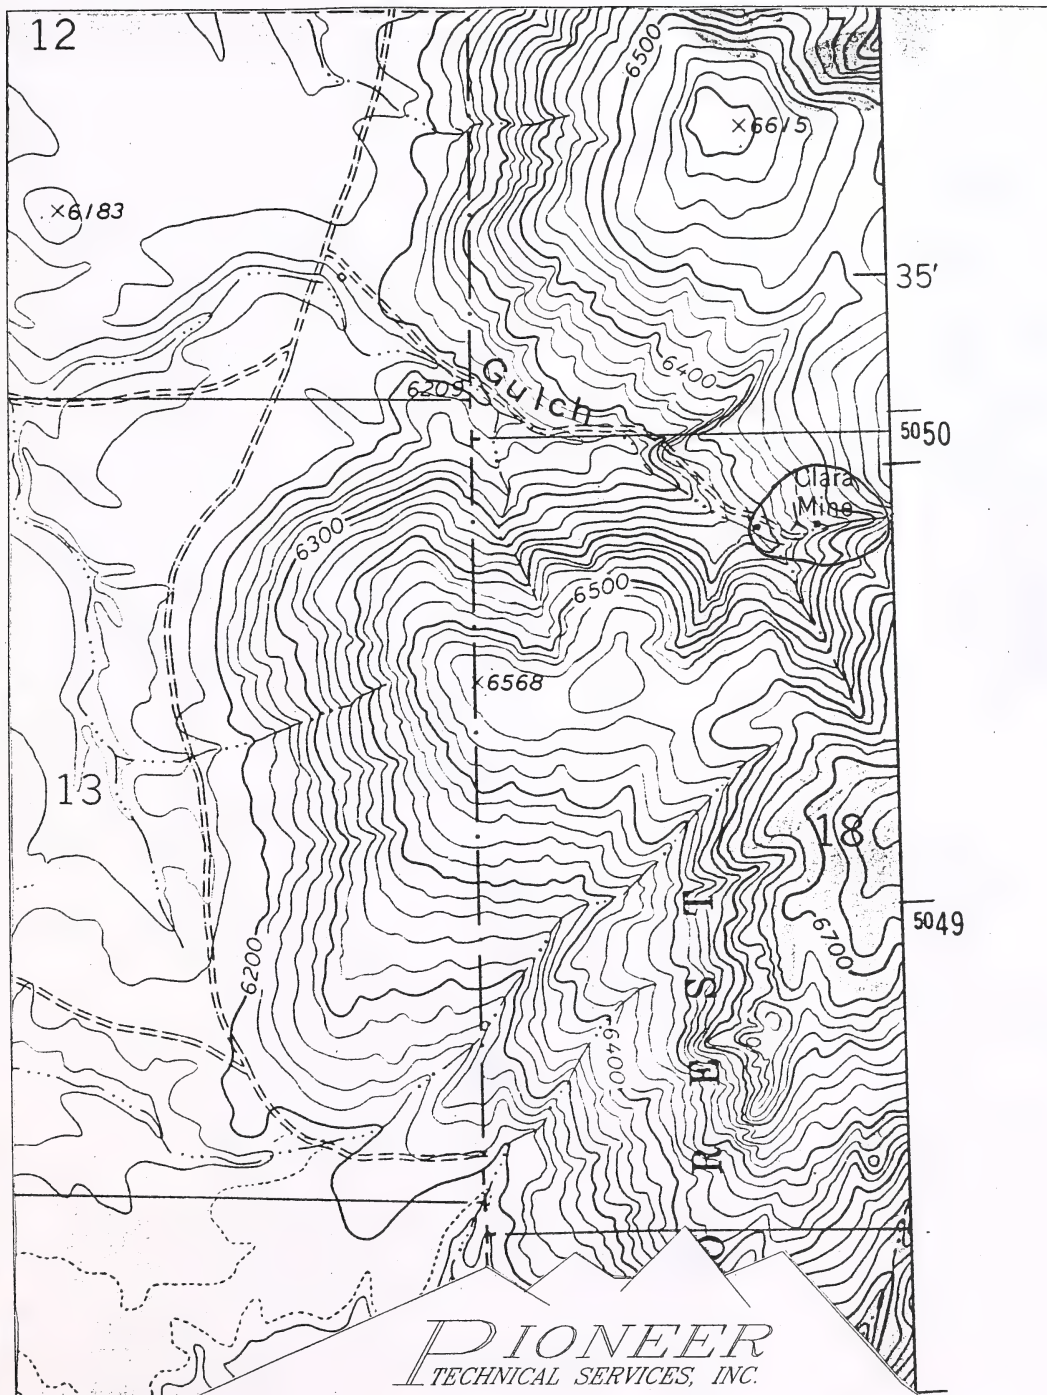 12
7
6500
×6615
×6183
35'
6400
Gulch
6209
5050
Clara
Mine
6300
6500
×6568
13
18
T
5049
6700
S
6200
6400
E
R
O
PIONEER
TECHNICAL SERVICES, INC.